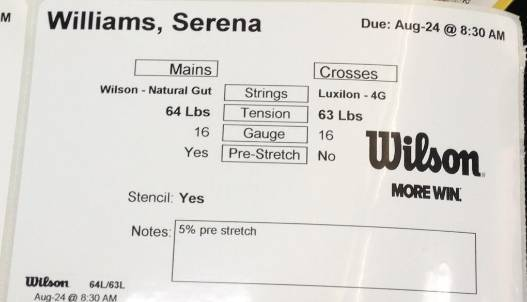 M
Williams, Serena
Due: Aug-24 @ 8:30 AM
Mains Crosses
Wilson - Natural Gut Strings Luxilon - 4G
64 Lbs Tension 63 Lbs
16 Gauge 16
Yes Pre-Stretch No
Wilson
MORE WIN.
Stencil: Yes
Notes: 5% pre stretch
Wilson 64L/63L
Aug-24 @ 8:30 AM